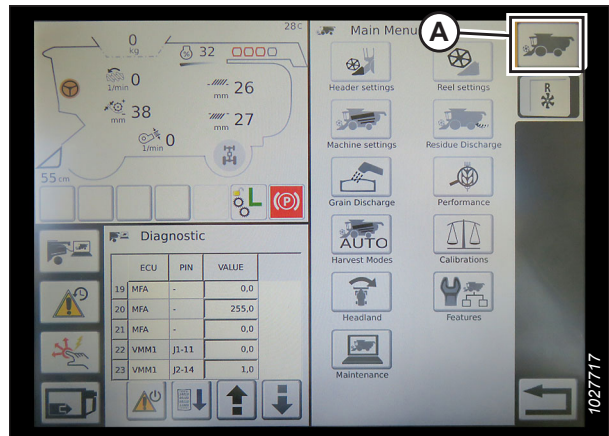 28C
Main Menu
A
0
kg
32
0
1/min
26
mm
38
mm
27
mm
0
1/min
55 cm
L
(P)
R
Header settings
Reel settings
Machine settings
Residue Discharge
Grain Discharge
Performance
AUTO
Harvest Modes
Calibrations
Headland
Features
Maintenance
Diagnostic
ECU PIN VALUE
19 MFA - 0,0
20 MFA - 255,0
21 MFA - 0,0
22 VMM1 J1-11 0,0
23 VMM1 J2-14 1,0
1027717